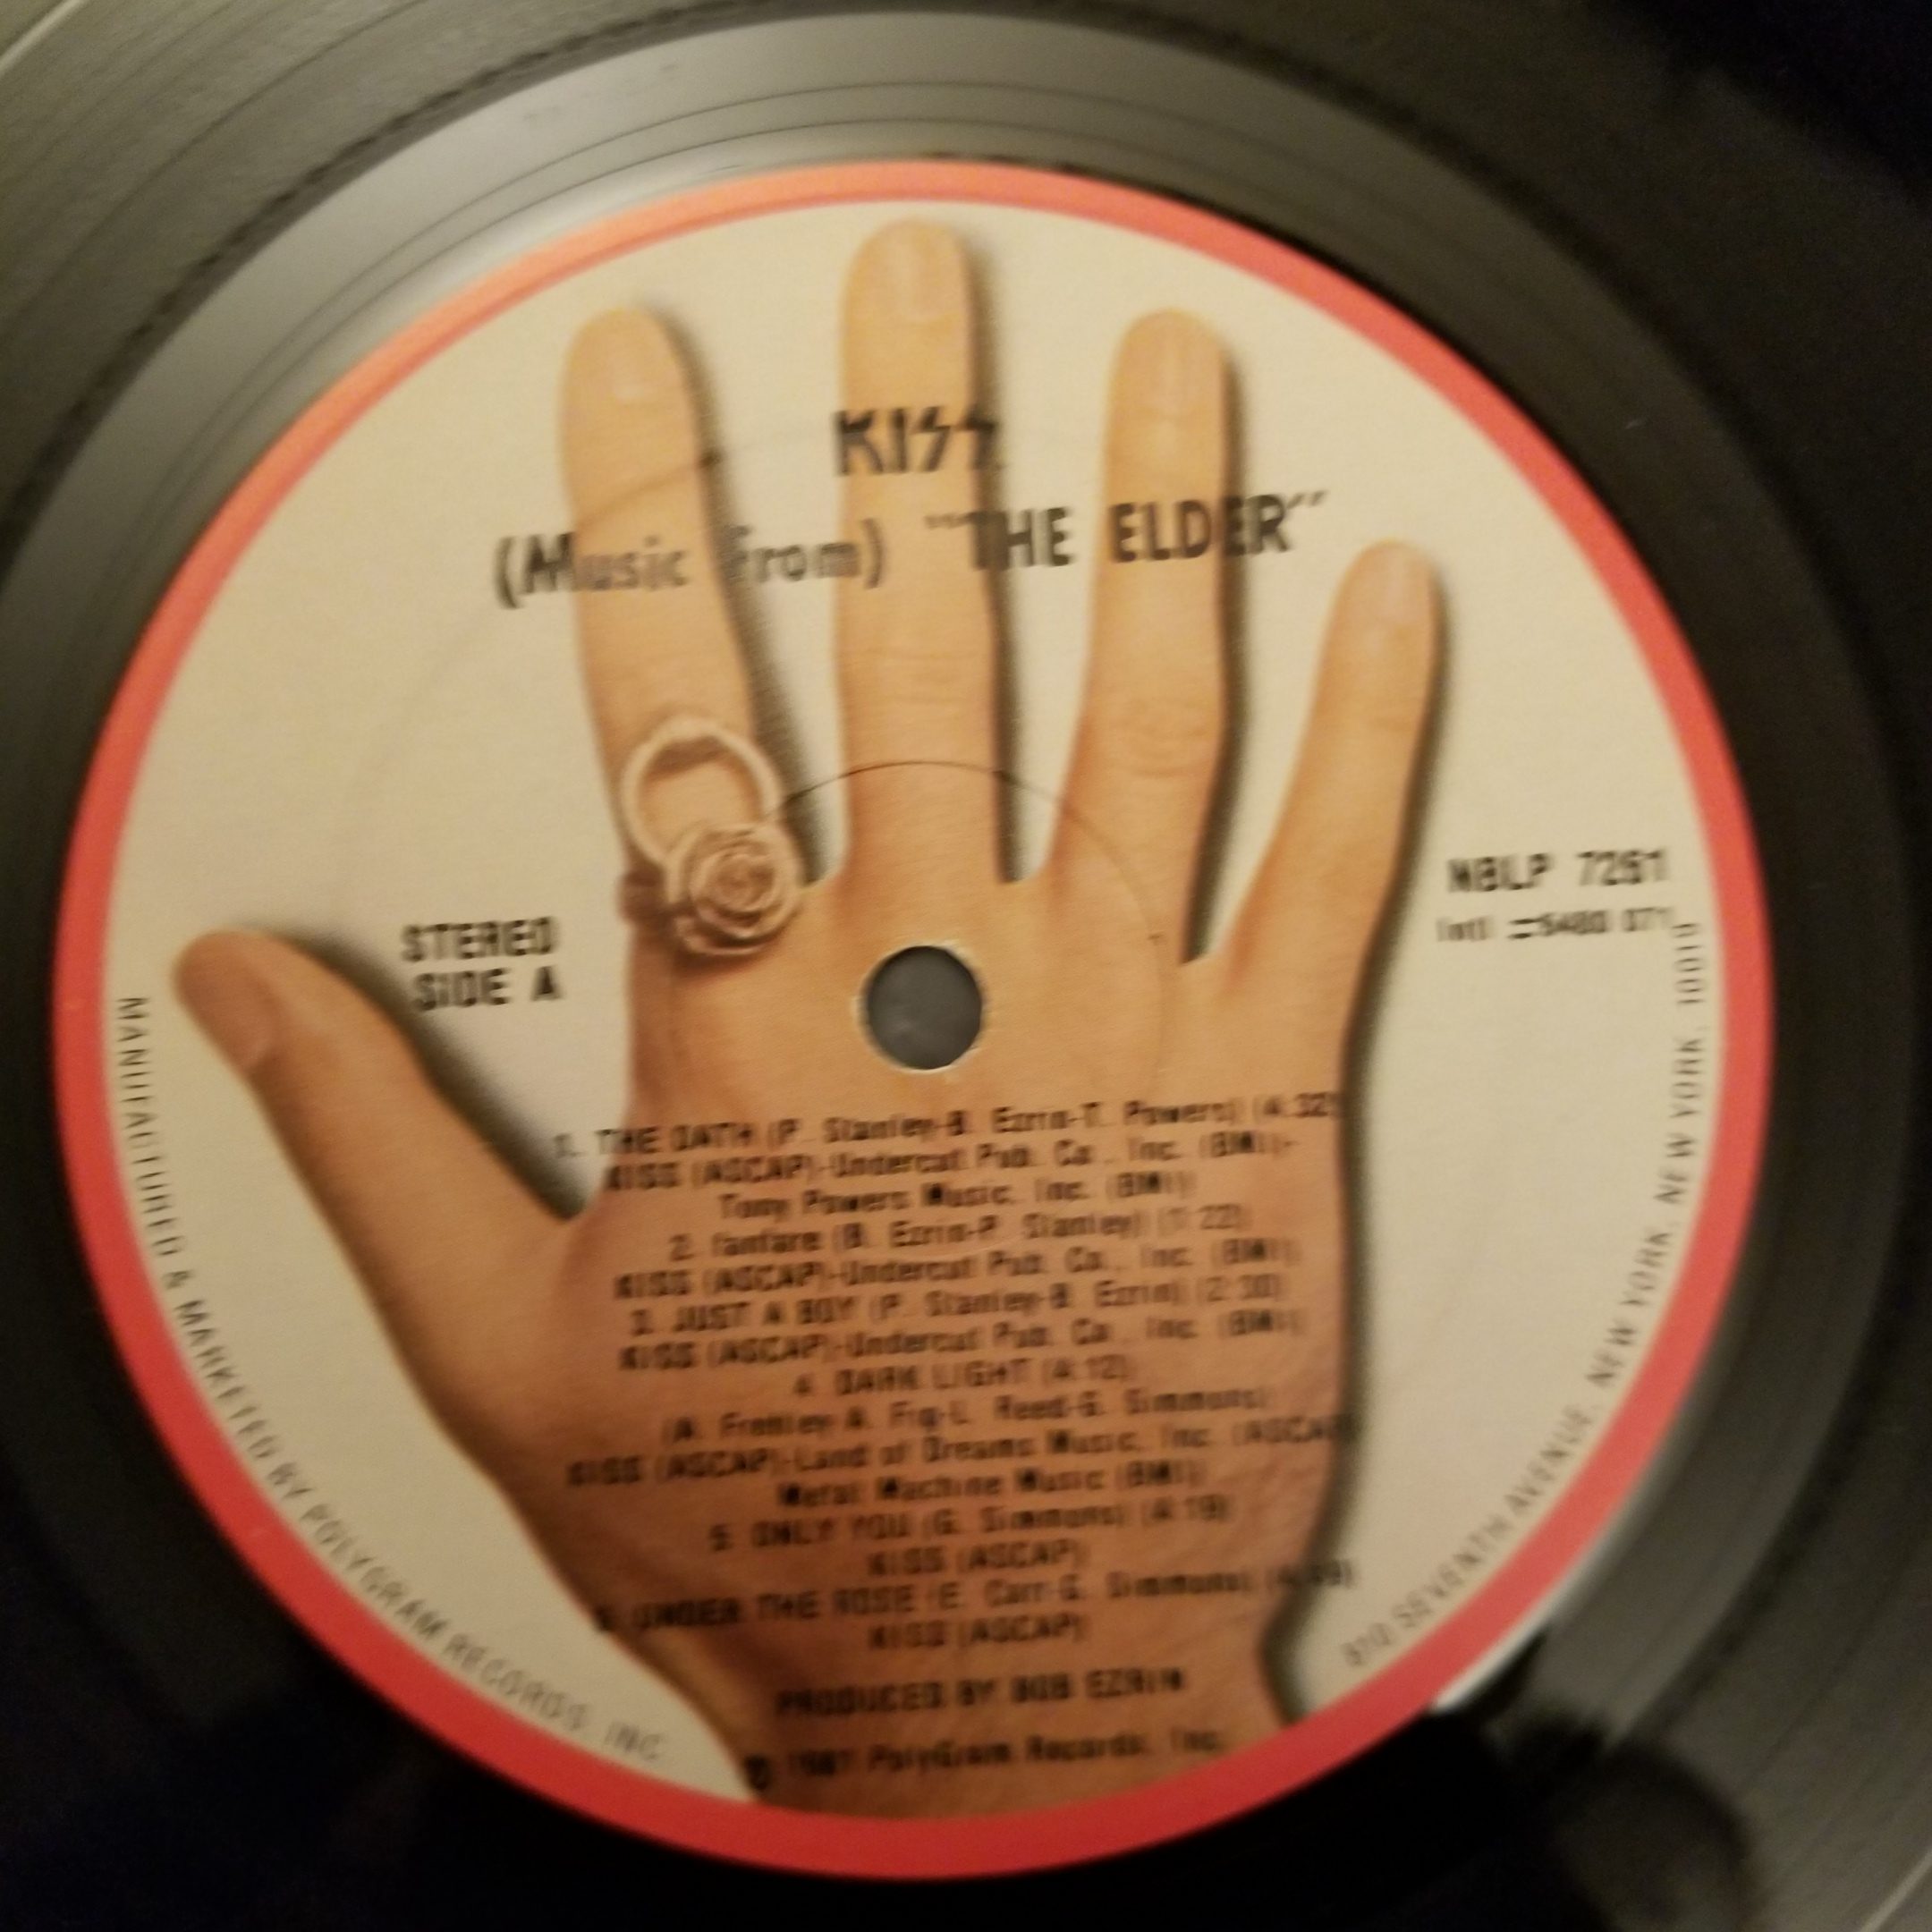 KISS
(Music from) "THE ELDER"
STEREO
SIDE A
NBLP 7261
Intl =6480 071
1. THE OATH (P. Stanley-B. Ezrin-T. Powers) (4:32)
KISS (ASCAP)-Undercut Pub. Co., Inc. (BMI)-
Tony Powers Music, Inc. (BMI)
2. fanfare (B. Ezrin-P. Stanley) (1:22)
KISS (ASCAP)-Undercut Pub. Co., Inc. (BMI)
3. JUST A BOY (P. Stanley-B. Ezrin) (2:30)
KISS (ASCAP)-Undercut Pub. Co., Inc. (BMI)
4. DARK LIGHT (4:12)
(A. Frehley-A. Fig-L. Reed-G. Simmons)
KISS (ASCAP)-Land of Dreams Music, Inc. (ASCAP)
Metal Machine Music (BMI)
5. ONLY YOU (G. Simmons) (4:19)
KISS (ASCAP)
6. UNDER THE ROSE (E. Carr-G. Simmons)
KISS (ASCAP)
PRODUCED BY BOB EZRIN
1981 PolyGram Records, Inc.
MANUFACTURED & MARKETED BY POLYGRAM RECORDS, INC.
810 SEVENTH AVENUE, NEW YORK, NEW YORK, 10019